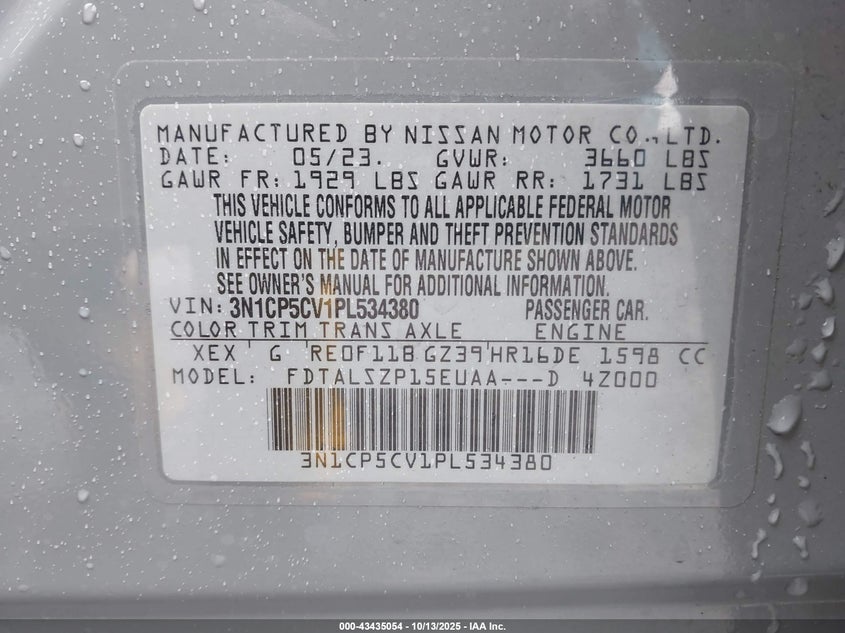 MANUFACTURED BY NISSAN MOTOR CO., LTD.
DATE: 05/23. GVWR: 3660 LBS
GAWR FR: 1929 LBS GAWR RR: 1731 LBS
THIS VEHICLE CONFORMS TO ALL APPLICABLE FEDERAL MOTOR
VEHICLE SAFETY, BUMPER AND THEFT PREVENTION STANDARDS
IN EFFECT ON THE DATE OF MANUFACTURE SHOWN ABOVE.
SEE OWNER'S MANUAL FOR ADDITIONAL INFORMATION.
VIN: 3N1CP5CV1PL534380 PASSENGER CAR.
COLOR TRIM TRANS AXLE ENGINE
XEX G RE0F11B GZ39 HR16DE 1598 CC
MODEL: FDTALSZP15EUAA---D 4Z000
3N1CP5CV1PL534380
000-43435054 - 10/13/2025 - IAA Inc.